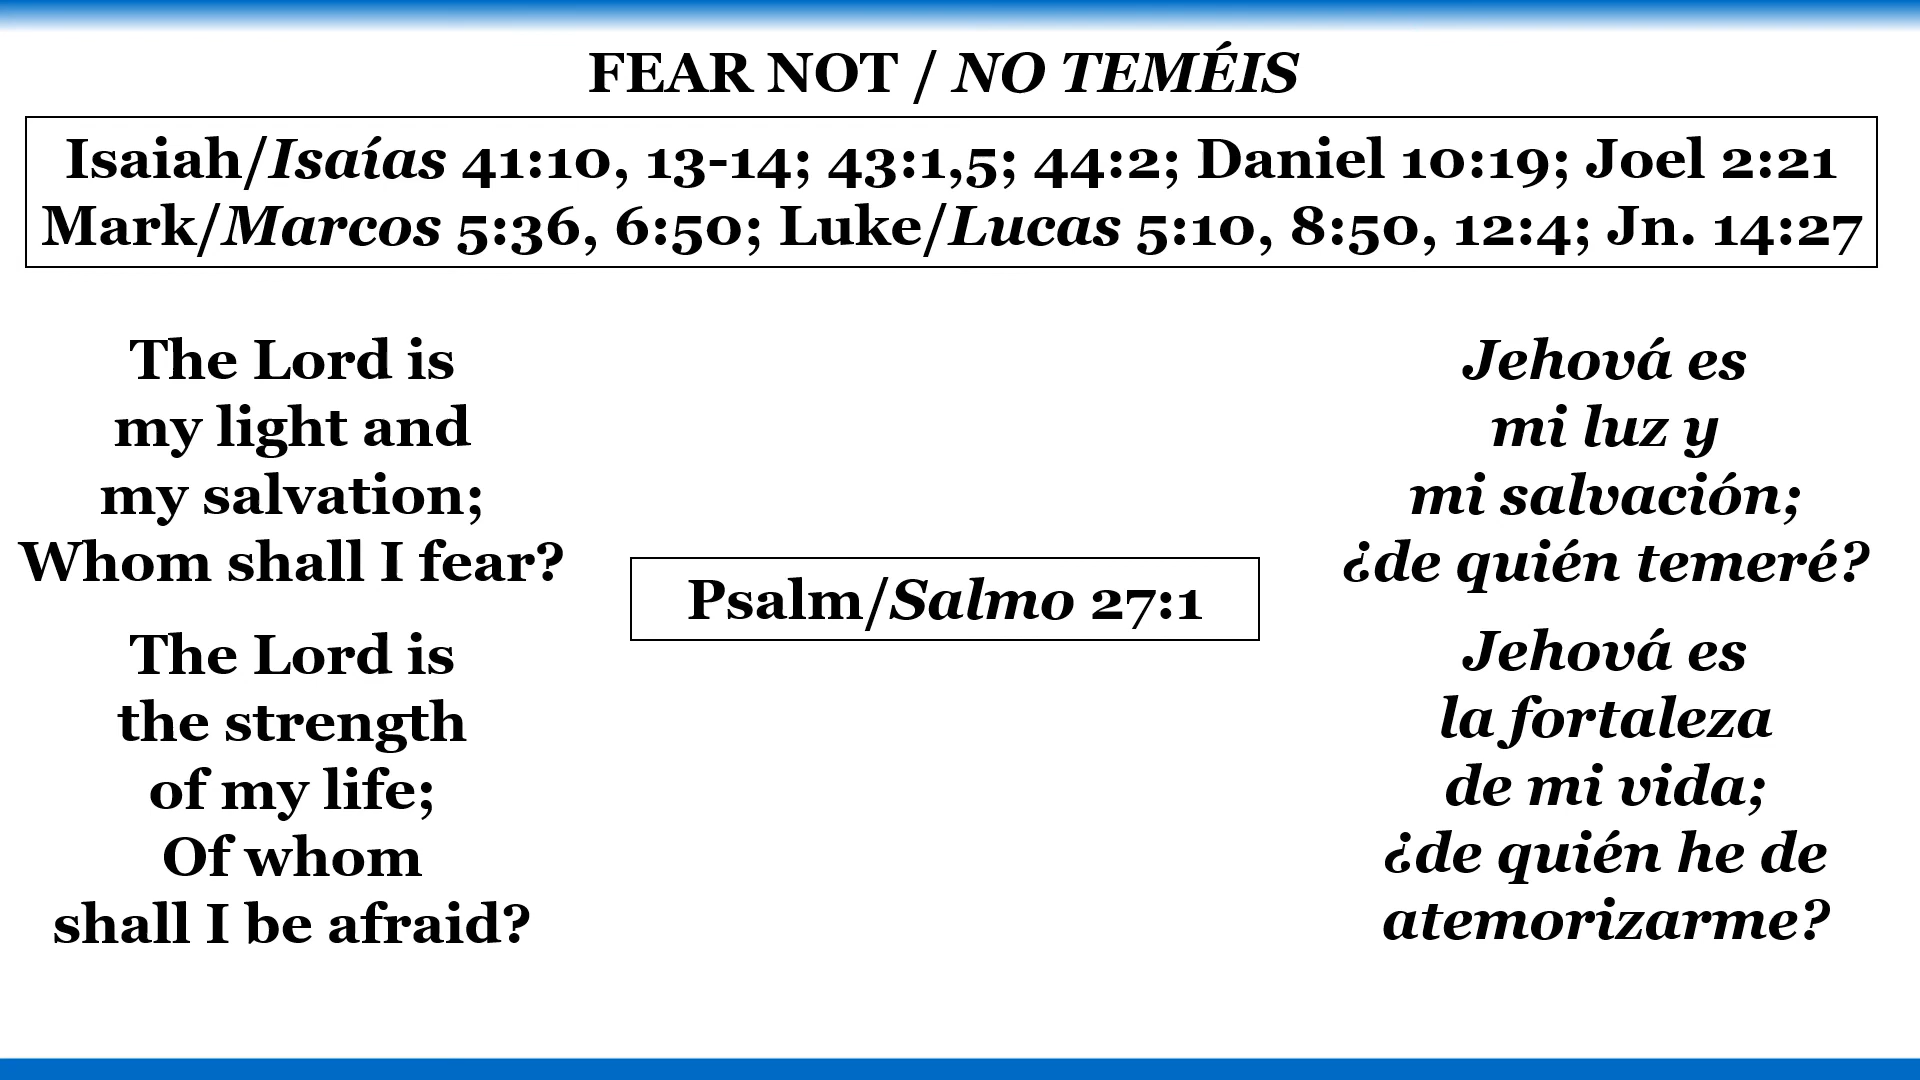 FEAR NOT / NO TEMÉIS
Isaiah/Isaías 41:10, 13-14; 43:1,5; 44:2; Daniel 10:19; Joel 2:21
Mark/Marcos 5:36, 6:50; Luke/Lucas 5:10, 8:50, 12:4; Jn. 14:27
The Lord is
my light and
my salvation;
Whom shall I fear?
The Lord is
the strength
of my life;
Of whom
shall I be afraid?
Psalm/Salmo 27:1
Jehová es
mi luz y
mi salvación;
¿de quién temeré?
Jehová es
la fortaleza
de mi vida;
¿de quién he de
atemorizarme?